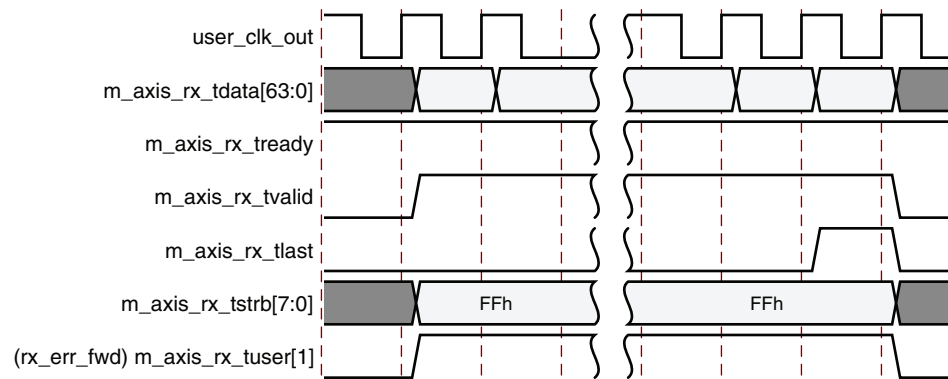 user_clk_out
m_axis_rx_tdata[63:0]
m_axis_rx_tready
m_axis_rx_tvalid
m_axis_rx_tlast
m_axis_rx_tstrb[7:0] FFh FFh
(rx_err_fwd) m_axis_rx_tuser[1]